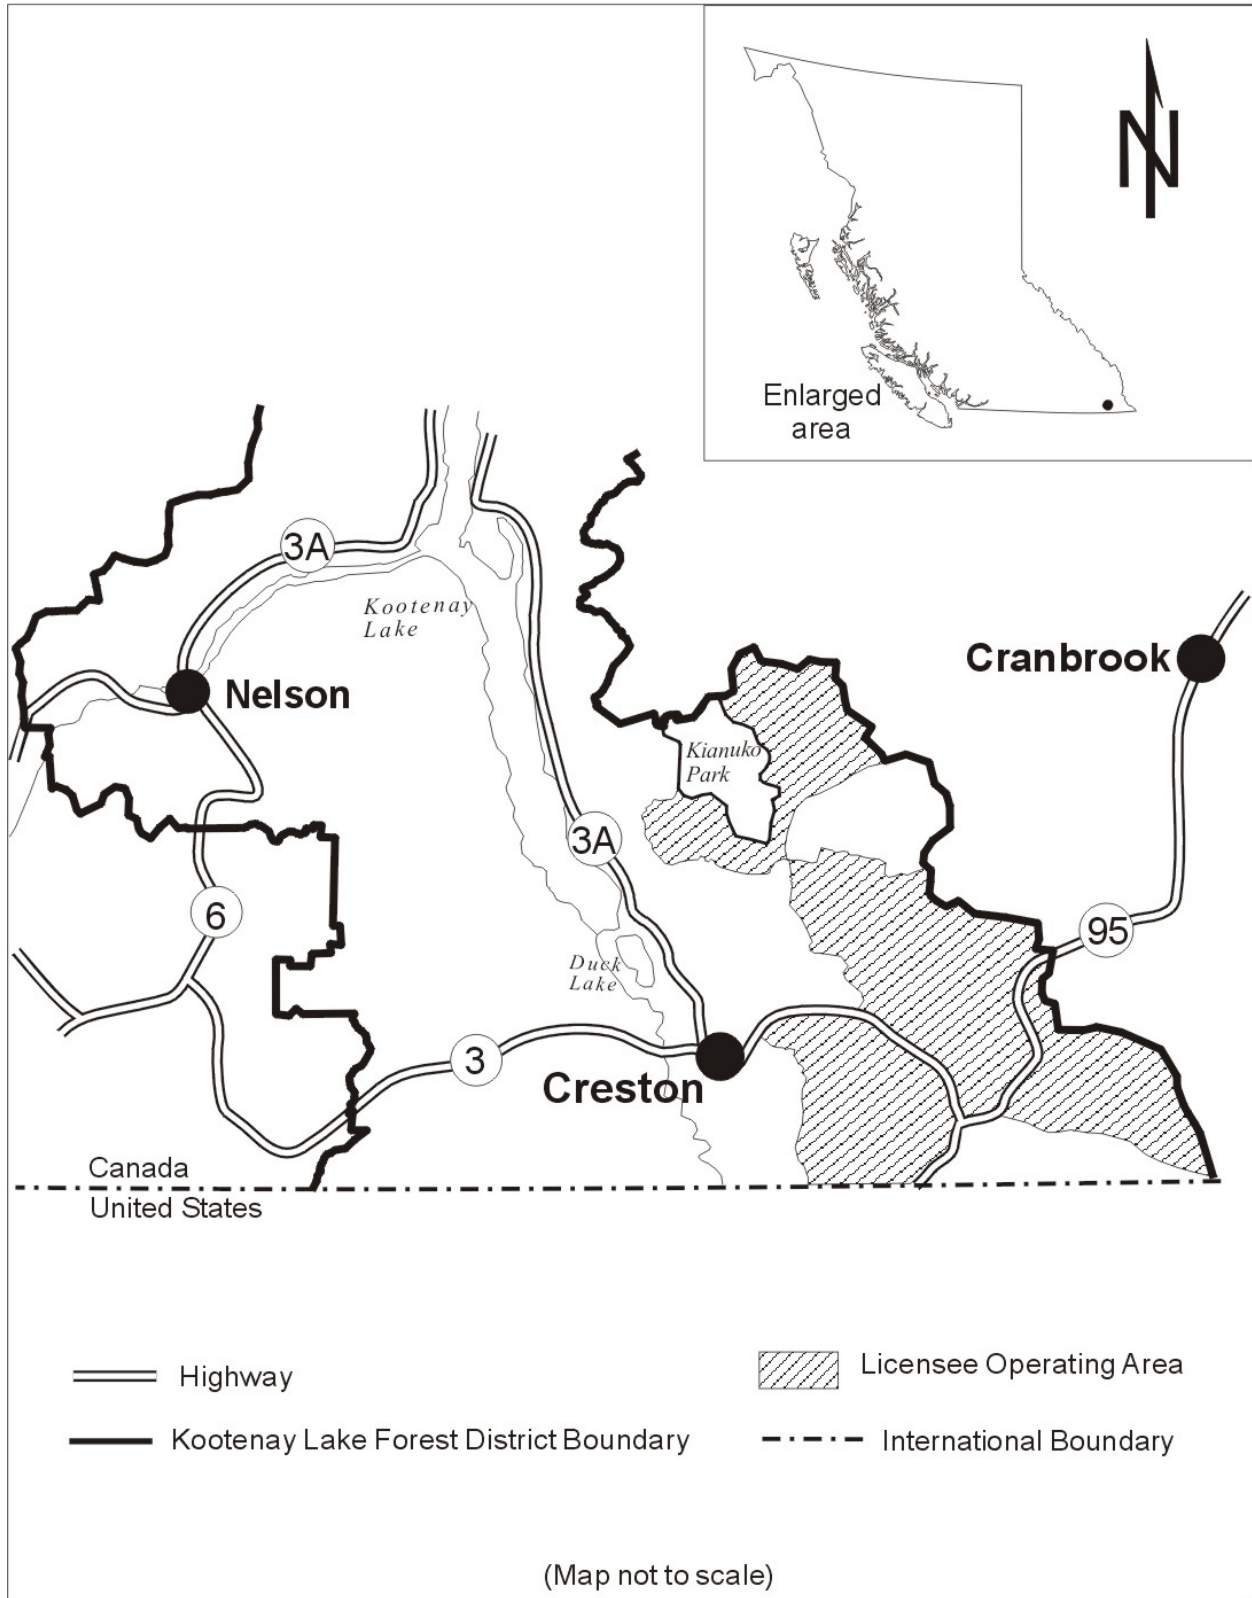 N
Enlarged
area
3A
Kootenay
Lake
Cranbrook
Nelson
Kianuko
Park
3A
6
95
Duck
Lake
3
Creston
Canada
United States
Highway
Licensee Operating Area
Kootenay Lake Forest District Boundary
International Boundary
(Map not to scale)